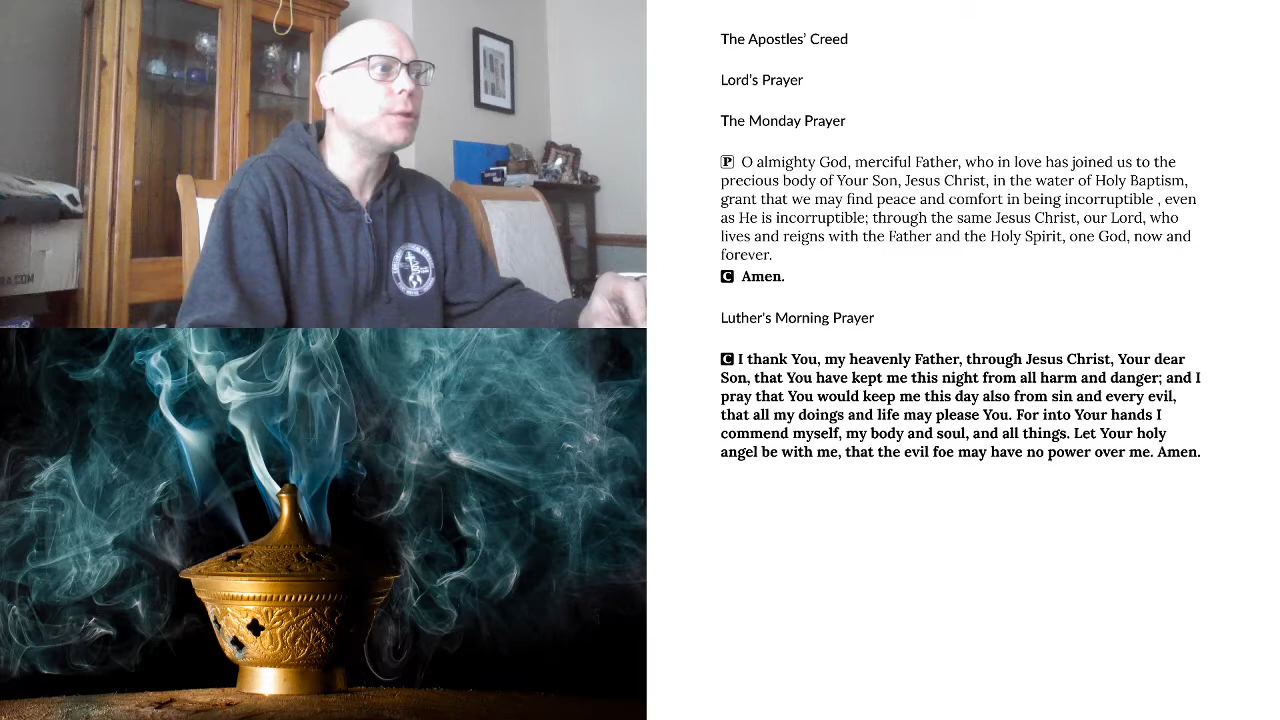 The Apostles’ Creed
Lord’s Prayer
The Monday Prayer
P O almighty God, merciful Father, who in love has joined us to the
precious body of Your Son, Jesus Christ, in the water of Holy Baptism,
grant that we may find peace and comfort in being incorruptible , even
as He is incorruptible; through the same Jesus Christ, our Lord, who
lives and reigns with the Father and the Holy Spirit, one God, now and
forever.
C Amen.
Luther's Morning Prayer
C I thank You, my heavenly Father, through Jesus Christ, Your dear
Son, that You have kept me this night from all harm and danger; and I
pray that You would keep me this day also from sin and every evil,
that all my doings and life may please You. For into Your hands I
commend myself, my body and soul, and all things. Let Your holy
angel be with me, that the evil foe may have no power over me. Amen.